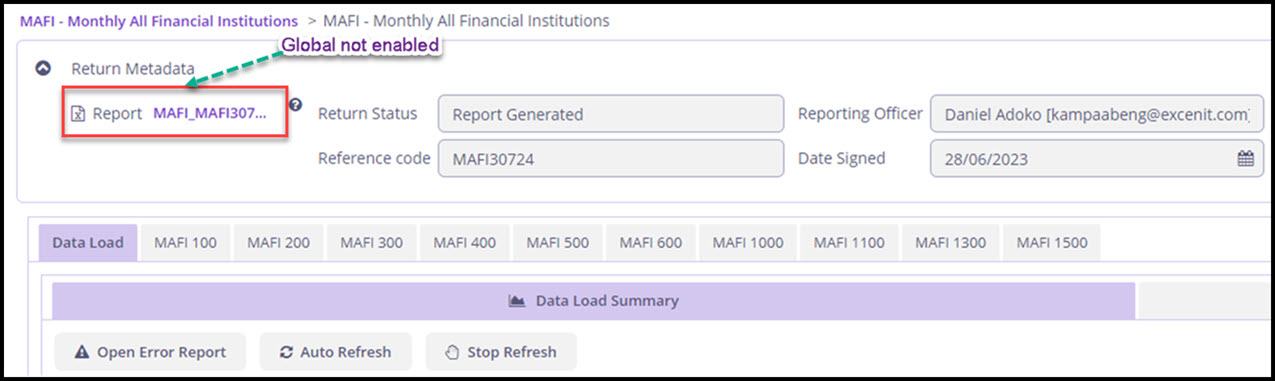 MAFI - Monthly All Financial Institutions > MAFI - Monthly All Financial Institutions
Global not enabled
Return Metadata
Report MAFI_MAFI307... Return Status Report Generated Reporting Officer Daniel Adoko [kampaabeng@excenit.com]
Reference code MAFI30724 Date Signed 28/06/2023
Data Load MAFI 100 MAFI 200 MAFI 300 MAFI 400 MAFI 500 MAFI 600 MAFI 1000 MAFI 1100 MAFI 1300 MAFI 1500
Data Load Summary
Open Error Report Auto Refresh Stop Refresh